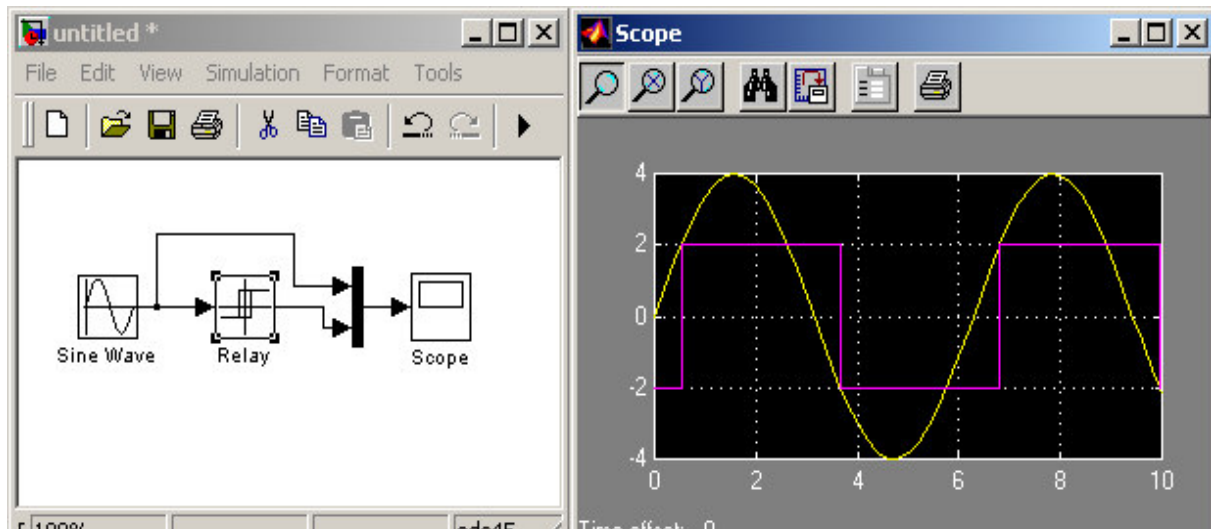 untitled *
File Edit View Simulation Format Tools
Sine Wave
Relay
Scope
100%
ode45
Scope
4
2
0
-2
-4
0 2 4 6 8 10
Time offset: 0